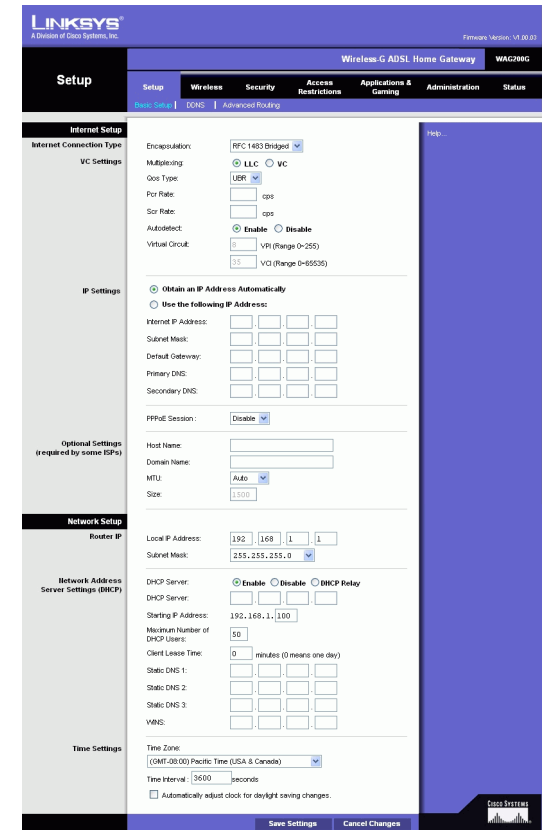 LINKSYS®
A Division of Cisco Systems, Inc.
Firmware Version: V1.00.03
Wireless-G ADSL Home Gateway WAG200G
Setup
Setup Wireless Security Access Restrictions Applications & Gaming Administration Status
Basic Setup | DDNS | Advanced Routing
Internet Setup
Help...
Internet Connection Type
Encapsulation: RFC 1483 Bridged
VC Settings
Multiplexing: LLC VC
Qos Type: UBR
Pcr Rate: cps
Scr Rate: cps
Autodetect: Enable Disable
Virtual Circuit: 8 VPI (Range 0~255)
35 VCI (Range 0~65535)
IP Settings
Obtain an IP Address Automatically
Use the following IP Address:
Internet IP Address: . . .
Subnet Mask: . . .
Default Gateway: . . .
Primary DNS: . . .
Secondary DNS: . . .
PPPoE Session : Disable
Optional Settings
(required by some ISPs)
Host Name:
Domain Name:
MTU: Auto
Size: 1500
Network Setup
Router IP
Local IP Address: 192 . 168 . 1 . 1
Subnet Mask: 255.255.255.0
Network Address
Server Settings (DHCP)
DHCP Server: Enable Disable DHCP Relay
DHCP Server: . . .
Starting IP Address: 192.168.1. 100
Maximum Number of
DHCP Users: 50
Client Lease Time: 0 minutes (0 means one day)
Static DNS 1: . . .
Static DNS 2: . . .
Static DNS 3: . . .
WINS: . . .
Time Settings
Time Zone:
(GMT-08:00) Pacific Time (USA & Canada)
Time Interval : 3600 seconds
Automatically adjust clock for daylight saving changes.
Save Settings Cancel Changes
CISCO SYSTEMS